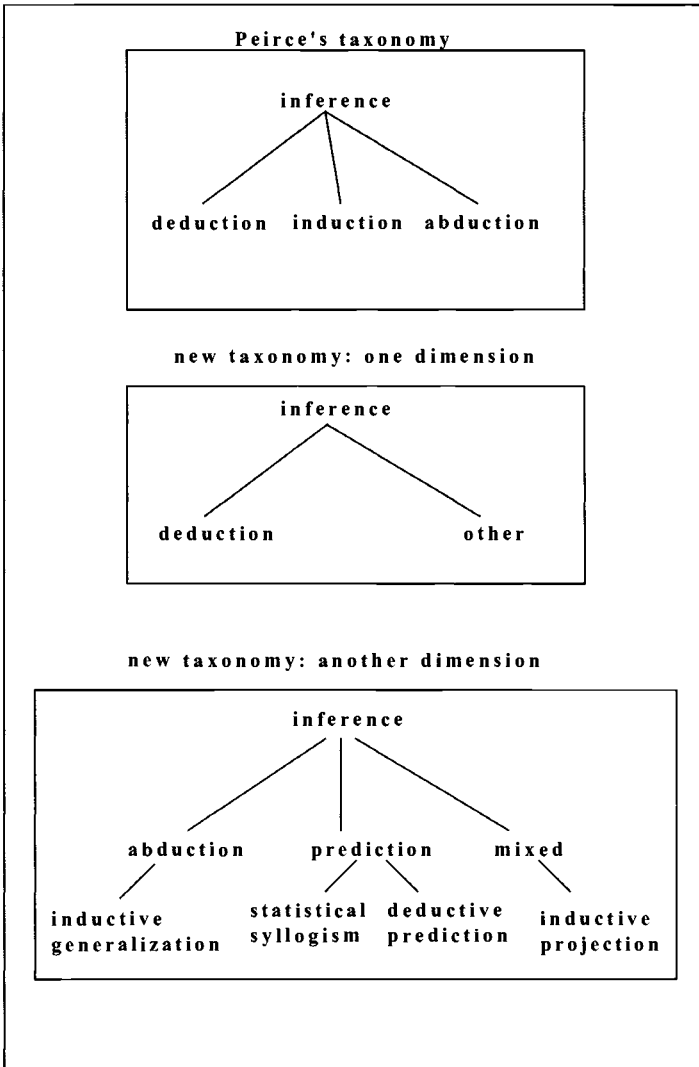 Peirce's taxonomy
inference
deduction induction abduction
new taxonomy: one dimension
inference
deduction other
new taxonomy: another dimension
inference
abduction prediction mixed
inductive generalization
statistical syllogism
deductive prediction
inductive projection